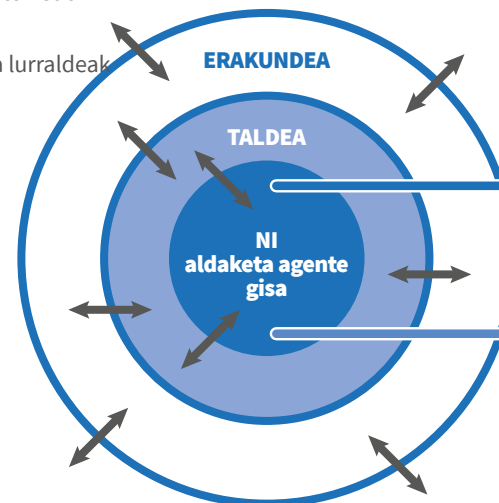 lurraldeak
ERAKUNDEA
TALDEA
NI
aldaketa agente
gisa